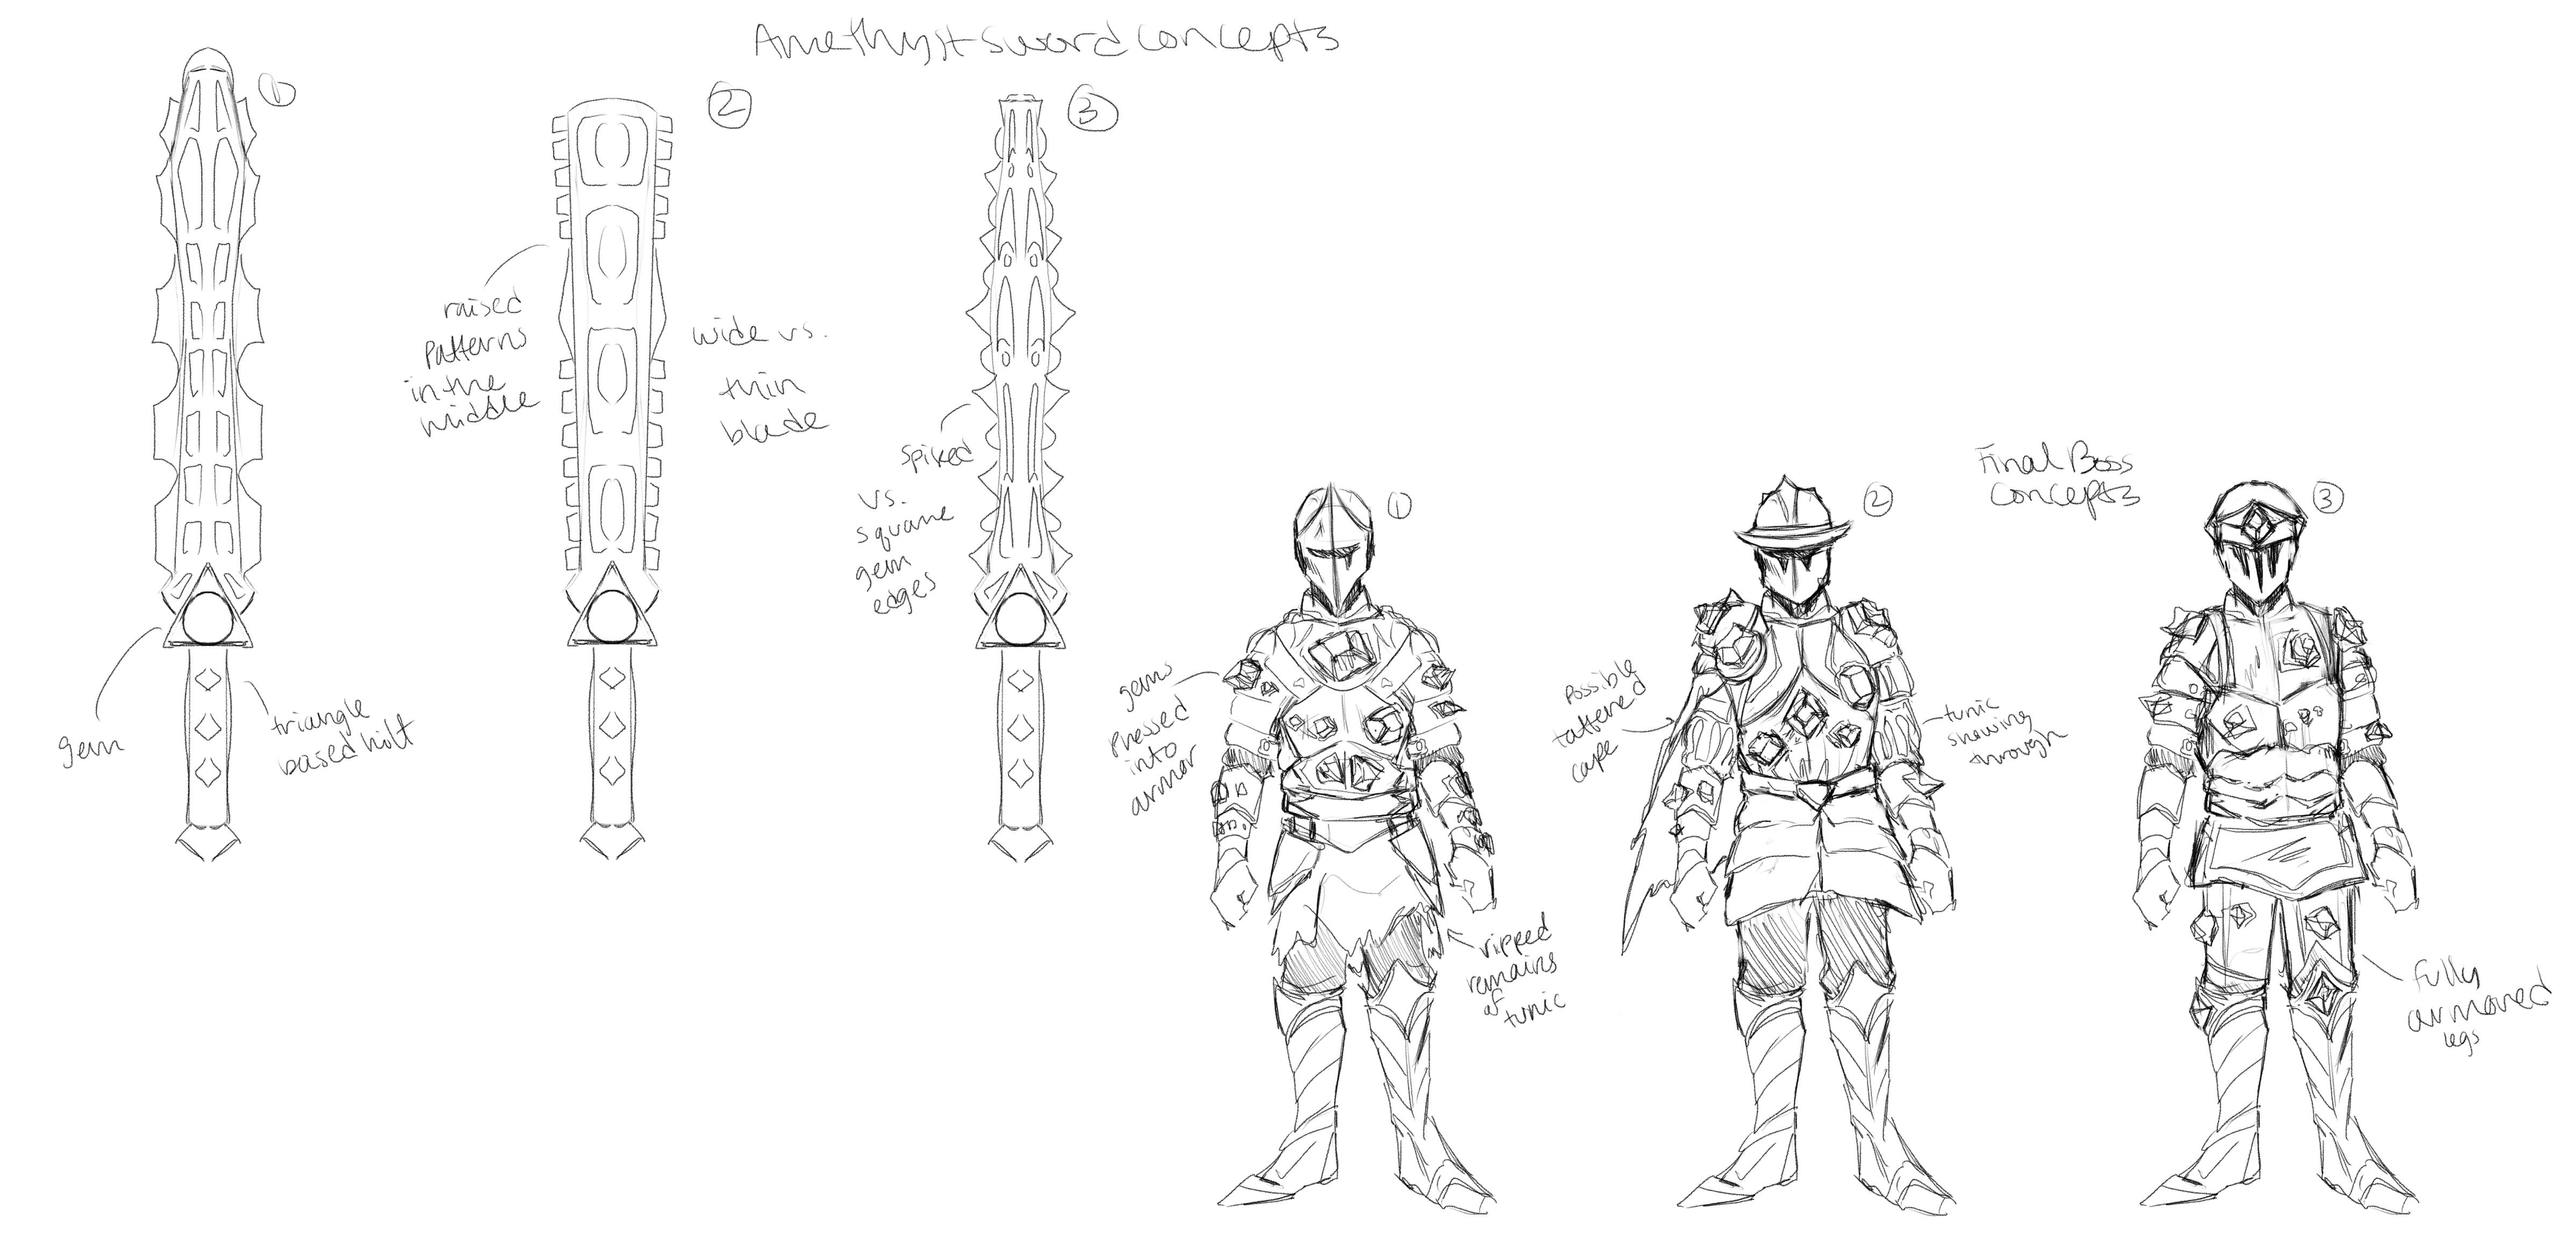 Amethyst sword concepts
1
2
3
raised
patterns
in the
middle
wide vs.
thin
blade
spiked
vs.
square
gem
edges
gem
triangle
based hilt
Final Boss
concepts
1
2
3
gems
pressed
into
armor
ripped
remains
of
tunic
possible
tattered
cape
tunic
showing
through
fully
armored
legs